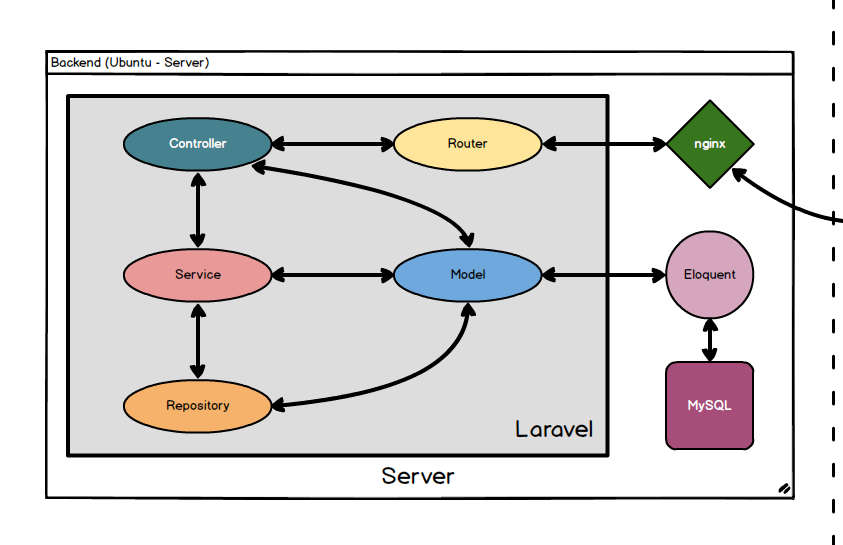 Backend (Ubuntu - Server)
Controller
Router
nginx
Service
Model
Eloquent
Repository
MySQL
Laravel
Server